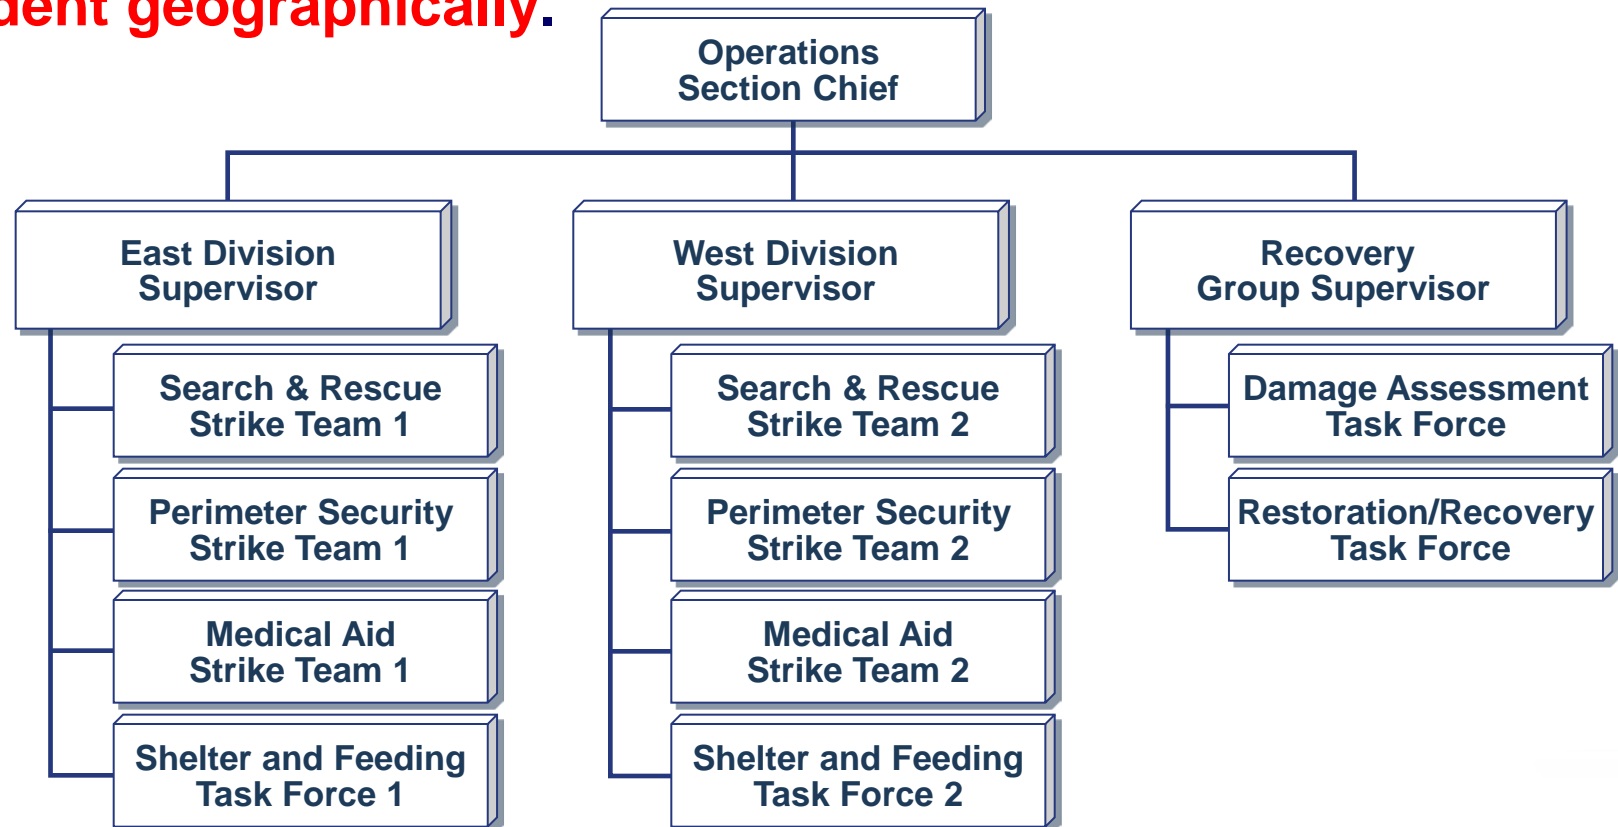 geographically.
Operations
Section Chief
East Division
Supervisor
West Division
Supervisor
Recovery
Group Supervisor
Search & Rescue
Strike Team 1
Perimeter Security
Strike Team 1
Medical Aid
Strike Team 1
Shelter and Feeding
Task Force 1
Search & Rescue
Strike Team 2
Perimeter Security
Strike Team 2
Medical Aid
Strike Team 2
Shelter and Feeding
Task Force 2
Damage Assessment
Task Force
Restoration/Recovery
Task Force